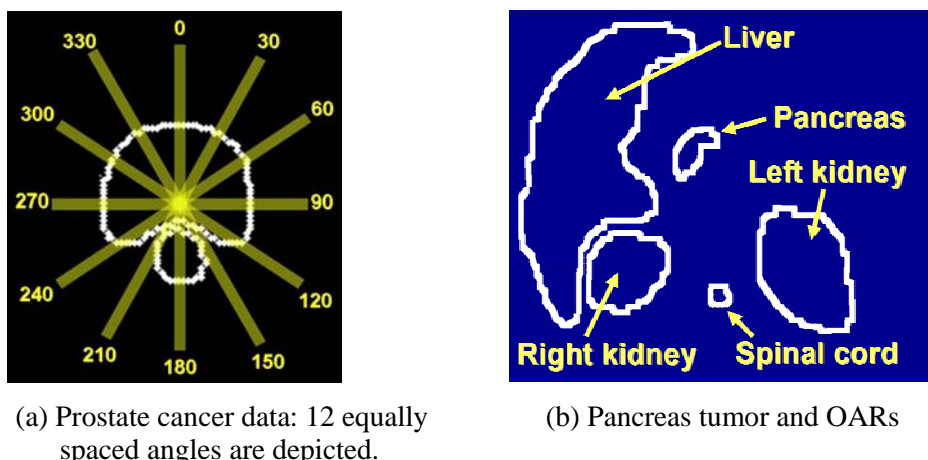 0
330
30
300
60
270
90
240
120
210
150
180
(a) Prostate cancer data: 12 equally
spaced angles are depicted.
Liver
Pancreas
Left kidney
Right kidney
Spinal cord
(b) Pancreas tumor and OARs